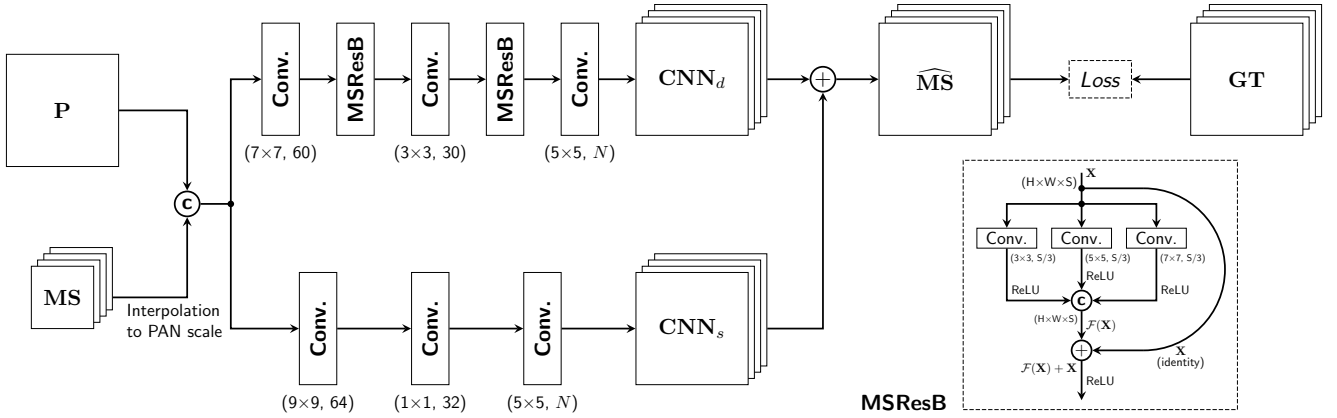 P
MS
Interpolation
to PAN scale
c
Conv.
(7×7, 60)
MSResB
Conv.
(3×3, 30)
MSResB
Conv.
(5×5, N)
CNN_d
+
M̂S
Loss
GT
Conv.
(9×9, 64)
Conv.
(1×1, 32)
Conv.
(5×5, N)
CNN_s
X
(H×W×S)
Conv.
Conv.
Conv.
(3×3, S/3)
(5×5, S/3)
(7×7, S/3)
ReLU
ReLU
ReLU
c
(H×W×S)
F(X)
+
X
(identity)
F(X) + X
ReLU
MSResB